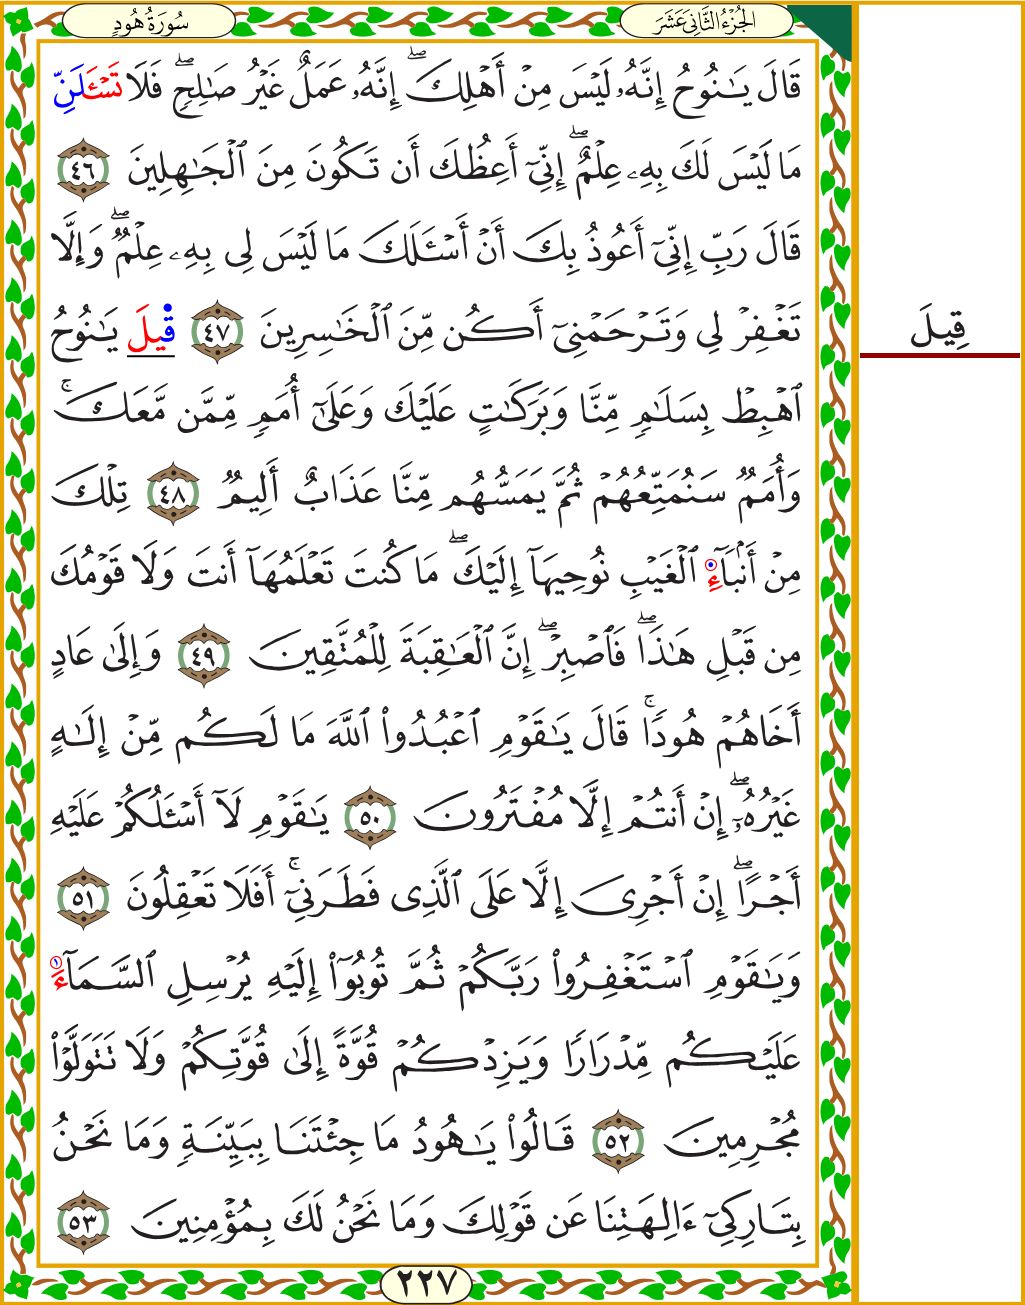 الجُزْءُ الثَّانِي عَشَرَ
سُورَةُ هُودٍ
قَالَ يَـٰنُوحُ إِنَّهُۥ لَيْسَ مِنْ أَهْلِكَ ۖ إِنَّهُۥ عَمَلٌ غَيْرُ صَـٰلِحٍ ۖ فَلَا تَسْـَٔلَنِّ
مَا لَيْسَ لَكَ بِهِۦ عِلْمٌ ۖ إِنِّىٓ أَعِظُكَ أَن تَكُونَ مِنَ ٱلْجَـٰهِلِينَ ٤٦
قَالَ رَبِّ إِنِّىٓ أَعُوذُ بِكَ أَنْ أَسْـَٔلَكَ مَا لَيْسَ لِى بِهِۦ عِلْمٌ ۖ وَإِلَّا
تَغْفِرْ لِى وَتَرْحَمْنِىٓ أَكُن مِّنَ ٱلْخَـٰسِرِينَ ٤٧ قِيلَ يَـٰنُوحُ
قِيلَ
ٱهْبِطْ بِسَلَـٰمٍ مِّنَّا وَبَرَكَـٰتٍ عَلَيْكَ وَعَلَىٰٓ أُمَمٍ مِّمَّن مَّعَكَ ۚ
وَأُمَمٌ سَنُمَتِّعُهُمْ ثُمَّ يَمَسُّهُم مِّنَّا عَذَابٌ أَلِيمٌ ٤٨ تِلْكَ
مِنْ أَنۢبَآءِ ٱلْغَيْبِ نُوحِيهَآ إِلَيْكَ ۖ مَا كُنتَ تَعْلَمُهَآ أَنتَ وَلَا قَوْمُكَ
مِن قَبْلِ هَـٰذَا ۖ فَٱصْبِرْ ۖ إِنَّ ٱلْعَـٰقِبَةَ لِلْمُتَّقِينَ ٤٩ وَإِلَىٰ عَادٍ
أَخَاهُمْ هُودًا ۚ قَالَ يَـٰقَوْمِ ٱعْبُدُوا۟ ٱللَّهَ مَا لَكُم مِّنْ إِلَـٰهٍ
غَيْرُهُۥٓ ۖ إِنْ أَنتُمْ إِلَّا مُفْتَرُونَ ٥٠ يَـٰقَوْمِ لَآ أَسْـَٔلُكُمْ عَلَيْهِ
أَجْرًا ۖ إِنْ أَجْرِىَ إِلَّا عَلَى ٱلَّذِى فَطَرَنِىٓ ۚ أَفَلَا تَعْقِلُونَ ٥١
وَيَـٰقَوْمِ ٱسْتَغْفِرُوا۟ رَبَّكُمْ ثُمَّ تُوبُوٓا۟ إِلَيْهِ يُرْسِلِ ٱلسَّمَآءَ
عَلَيْكُم مِّدْرَارًا وَيَزِدْكُمْ قُوَّةً إِلَىٰ قُوَّتِكُمْ وَلَا تَتَوَلَّوْا۟
مُجْرِمِينَ ٥٢ قَالُوا۟ يَـٰهُودُ مَا جِئْتَنَا بِبَيِّنَةٍ وَمَا نَحْنُ
بِتَارِكِىٓ ءَالِهَتِنَا عَن قَوْلِكَ وَمَا نَحْنُ لَكَ بِمُؤْمِنِينَ ٥٣
٢٢٧